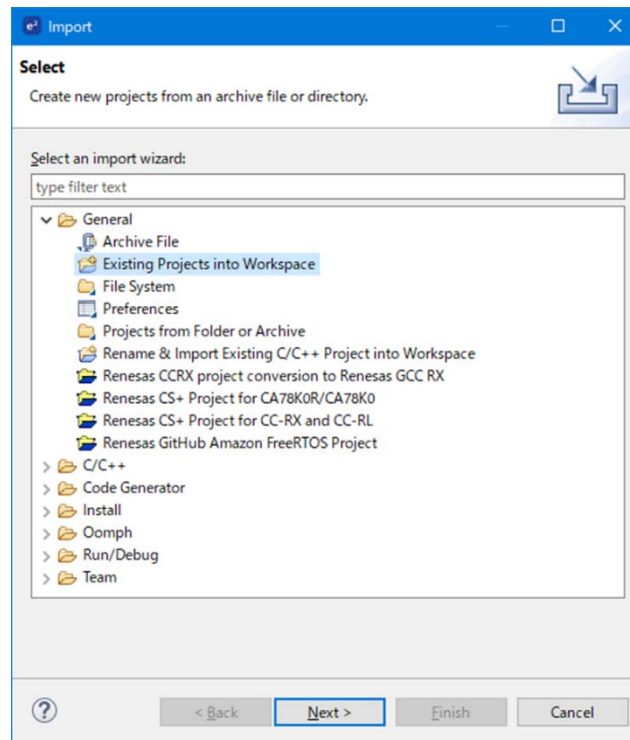 e² Import
Select
Create new projects from an archive file or directory.
Select an import wizard:
type filter text
General
Archive File
Existing Projects into Workspace
File System
Preferences
Projects from Folder or Archive
Rename & Import Existing C/C++ Project into Workspace
Renesas CCRX project conversion to Renesas GCC RX
Renesas CS+ Project for CA78K0R/CA78K0
Renesas CS+ Project for CC-RX and CC-RL
Renesas GitHub Amazon FreeRTOS Project
C/C++
Code Generator
Install
Oomph
Run/Debug
Team
? < Back Next > Finish Cancel